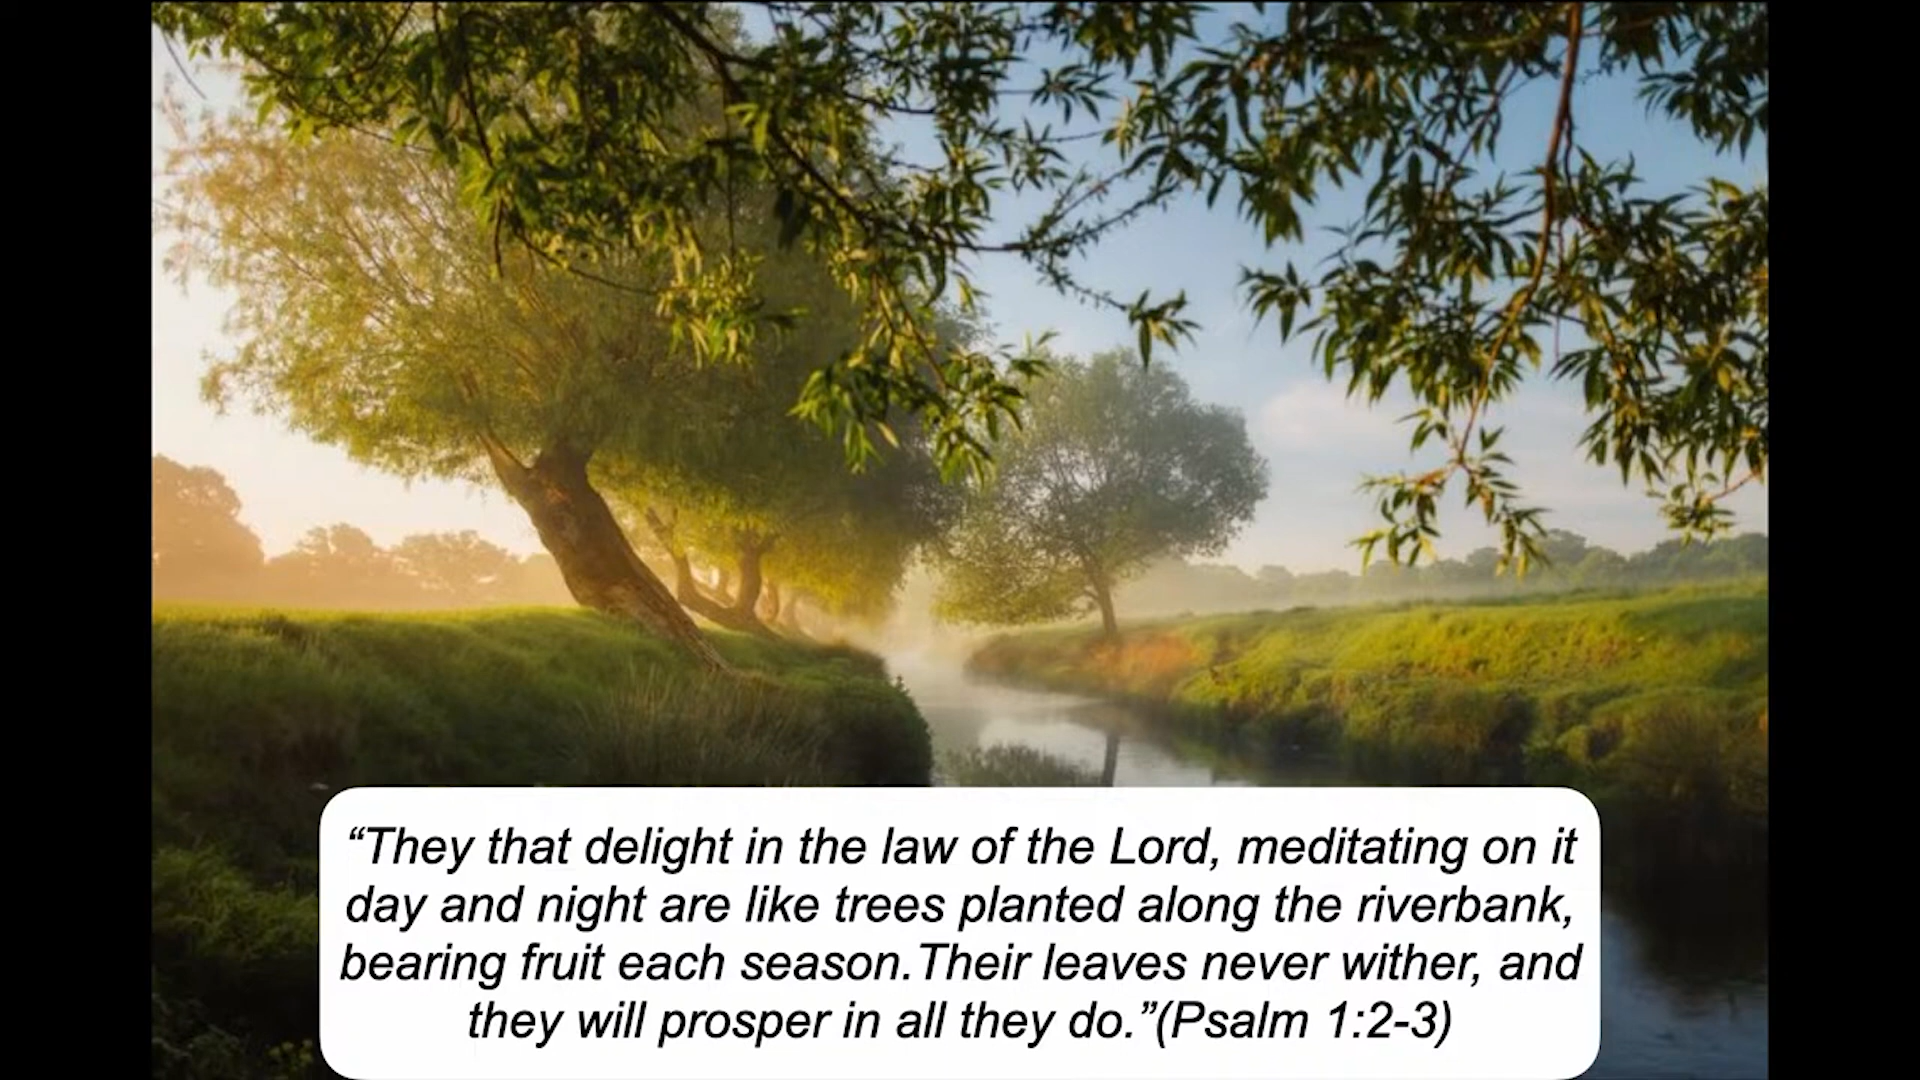 “They that delight in the law of the Lord, meditating on it
day and night are like trees planted along the riverbank,
bearing fruit each season.Their leaves never wither, and
they will prosper in all they do.”(Psalm 1:2-3)